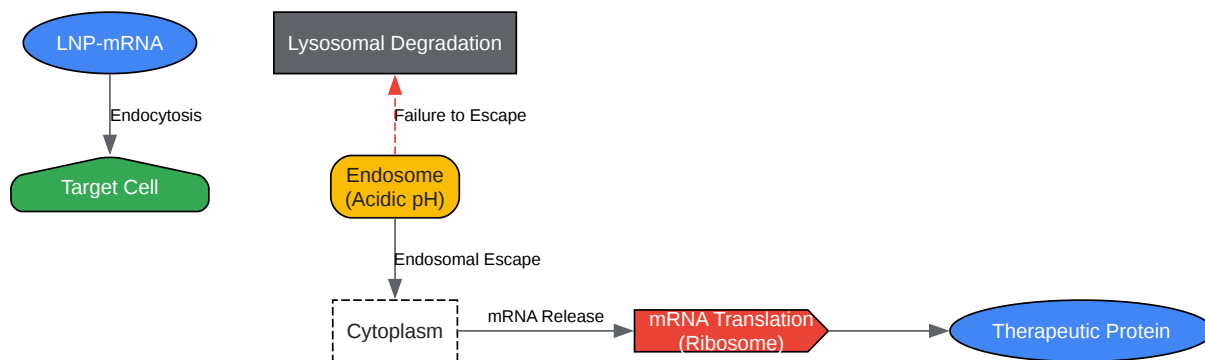 LNP-mRNA
Endocytosis
Target Cell
Lysosomal Degradation
Failure to Escape
Endosome
(Acidic pH)
Endosomal Escape
Cytoplasm
mRNA Release
mRNA Translation
(Ribosome)
Therapeutic Protein